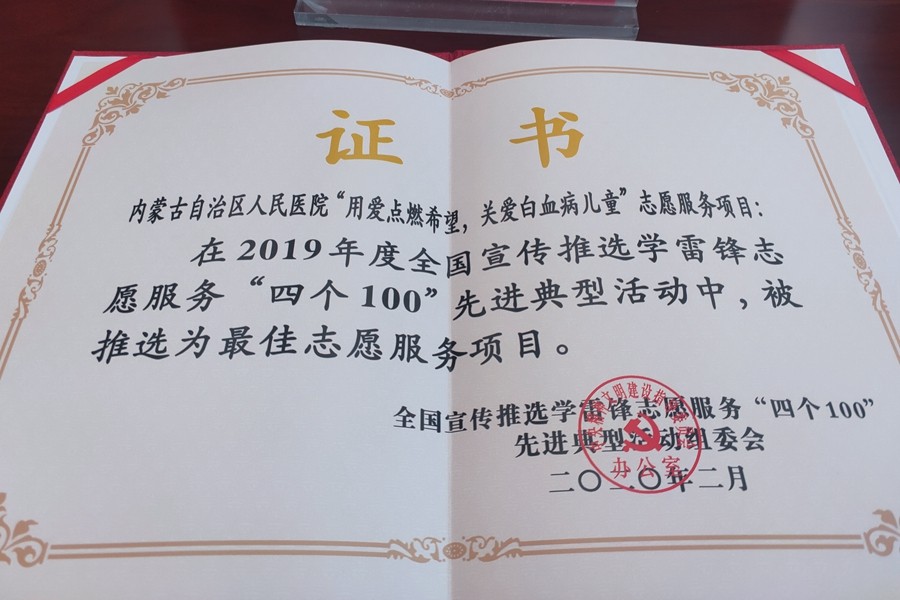 证书
内蒙古自治区人民医院“用爱点燃希望，关爱白血病儿童”志愿服务项目：
在2019年度全国宣传推选学雷锋志
愿服务“四个100”先进典型活动中，被
推选为最佳志愿服务项目。
全国宣传推选学雷锋志愿服务“四个100”
先进典型活动组委会
二〇二〇年二月
办公室